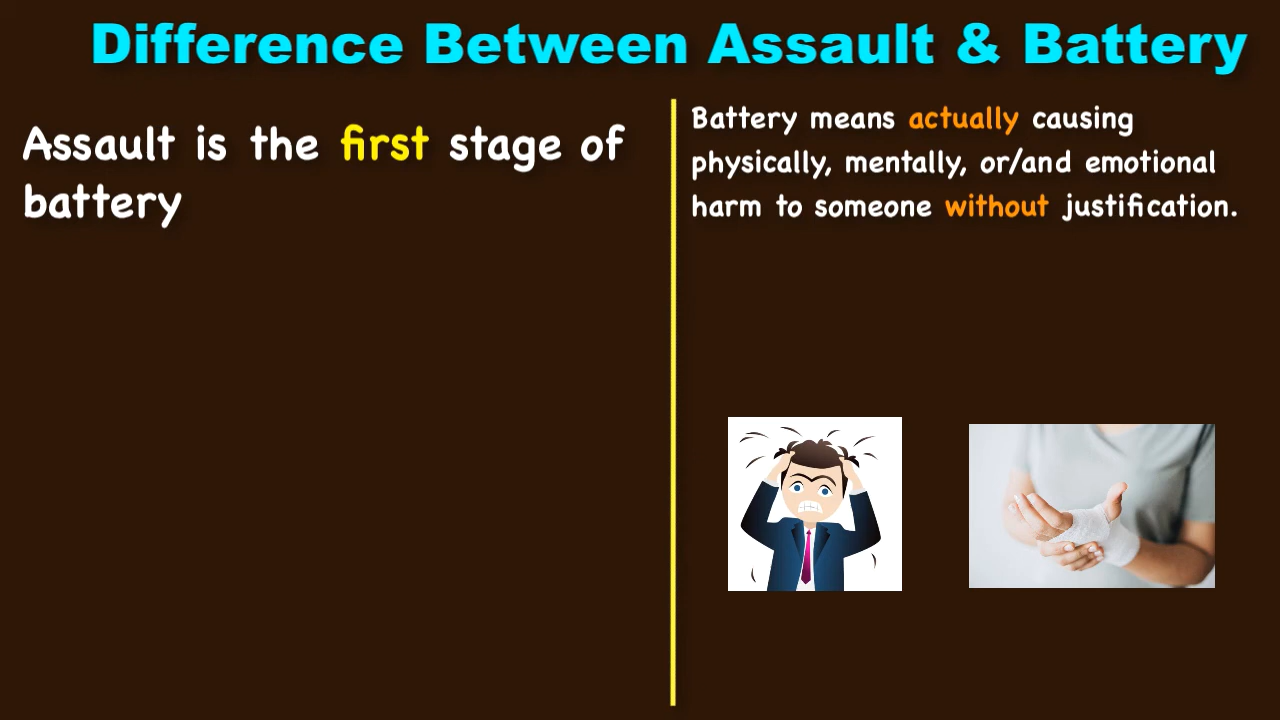 Difference Between Assault & Battery
Assault is the first stage of
battery
Battery means actually causing
physically, mentally, or/and emotional
harm to someone without justification.